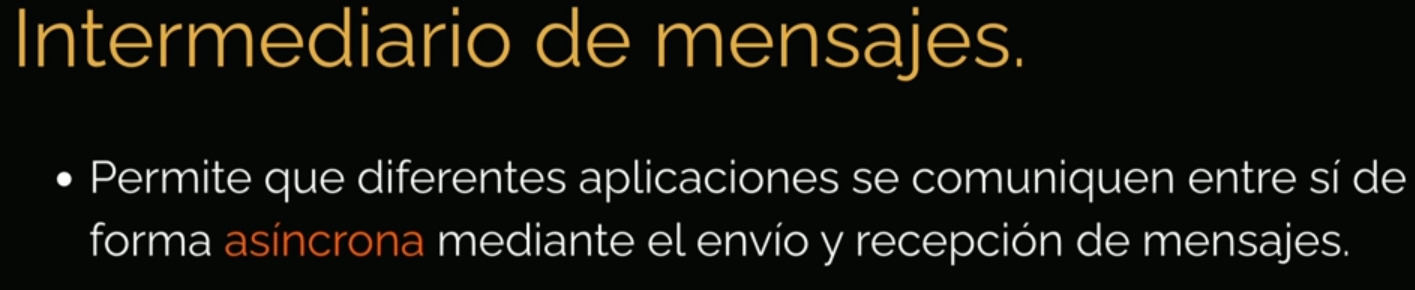 Intermediario de mensajes.
• Permite que diferentes aplicaciones se comuniquen entre sí de
forma asíncrona mediante el envío y recepción de mensajes.